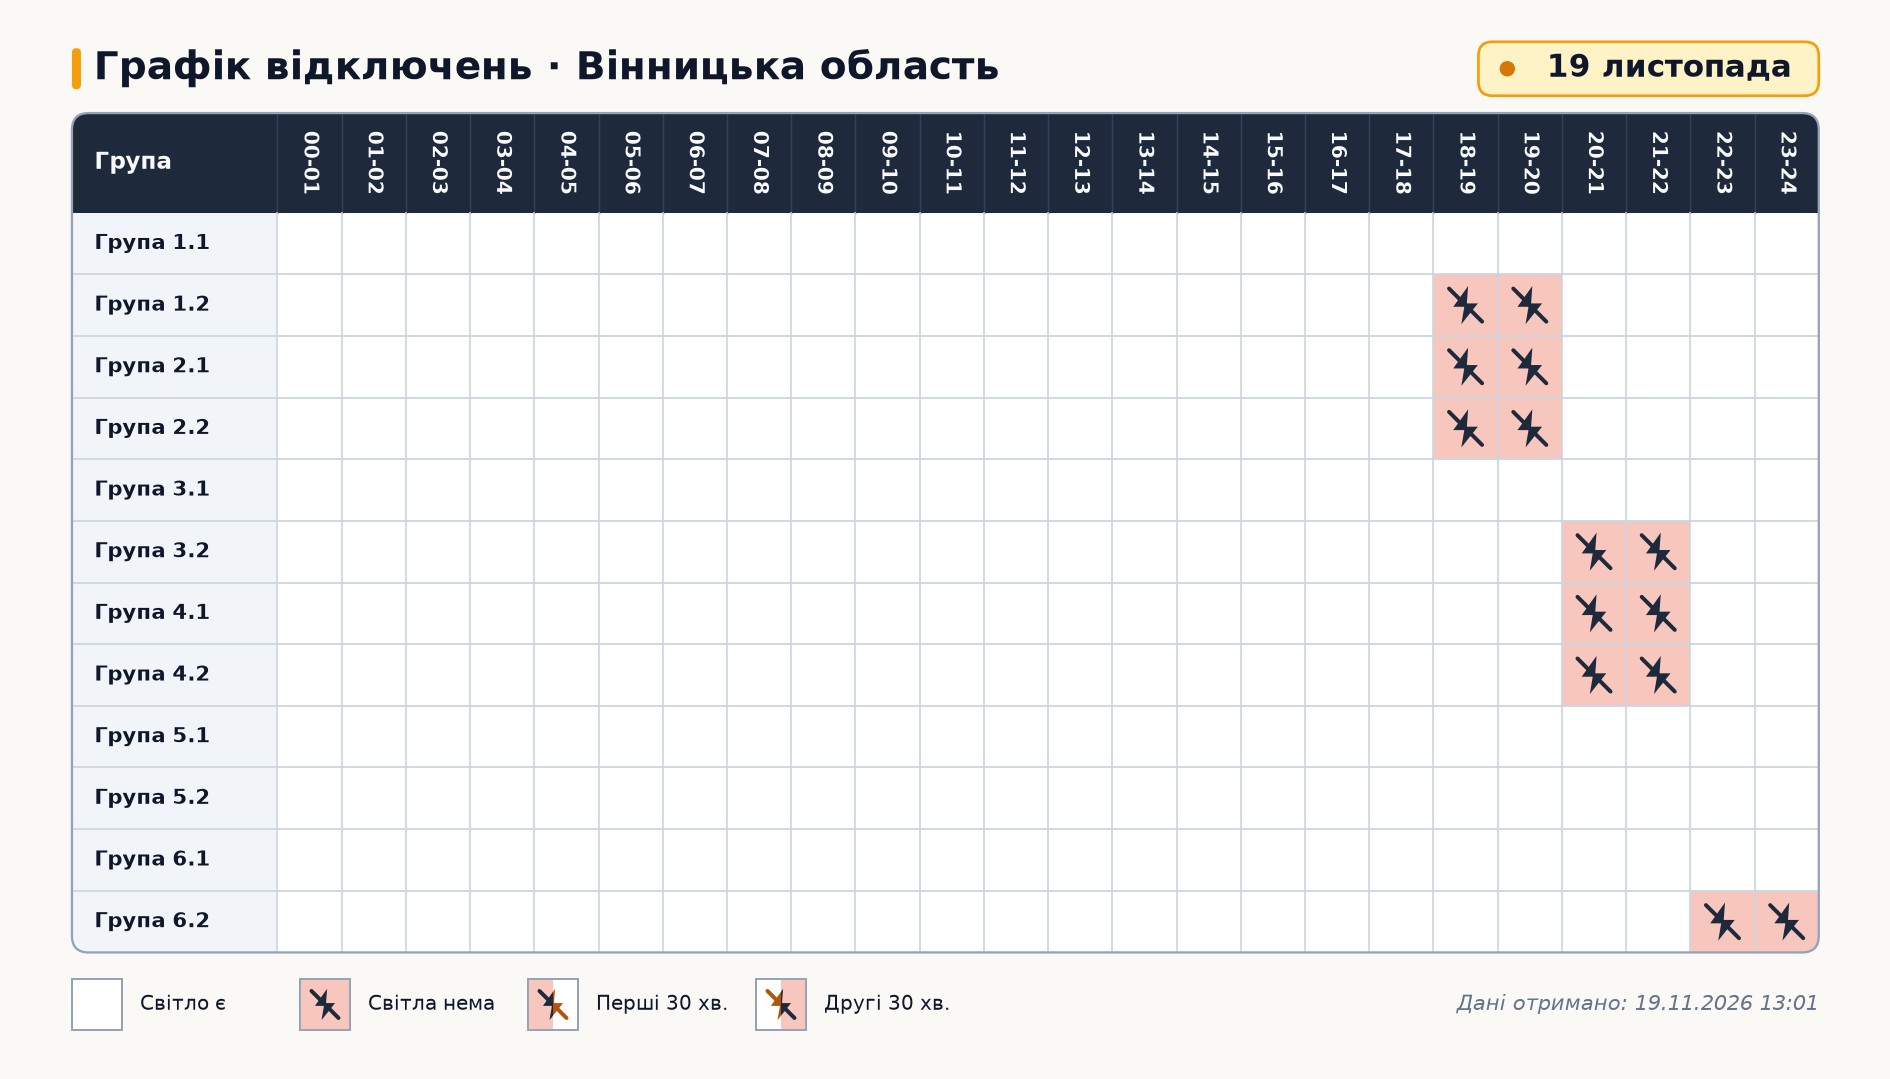 Графік відключень · Вінницька область
19 листопада
Група 00-01 01-02 02-03 03-04 04-05 05-06 06-07 07-08 08-09 09-10 10-11 11-12 12-13 13-14 14-15 15-16 16-17 17-18 18-19 19-20 20-21 21-22 22-23 23-24
Група 1.1
Група 1.2
Група 2.1
Група 2.2
Група 3.1
Група 3.2
Група 4.1
Група 4.2
Група 5.1
Група 5.2
Група 6.1
Група 6.2
Світло є Світла нема Перші 30 хв. Другі 30 хв.
Дані отримано: 19.11.2026 13:01